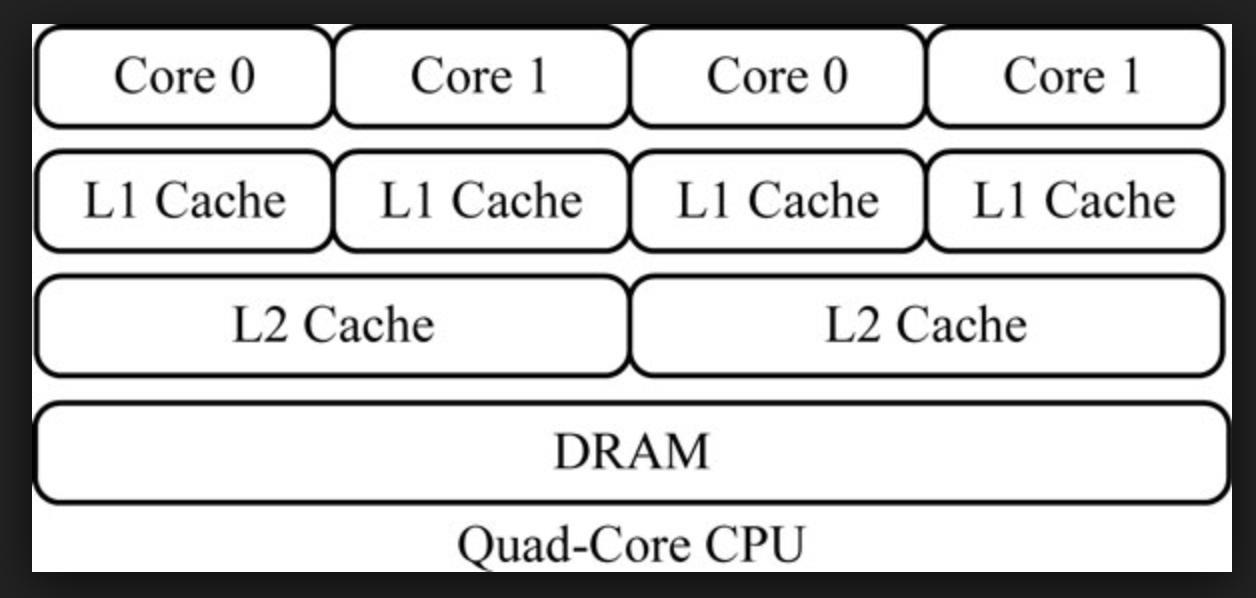 Core 0 Core 1 Core 0 Core 1
L1 Cache L1 Cache L1 Cache L1 Cache
L2 Cache L2 Cache
DRAM
Quad-Core CPU